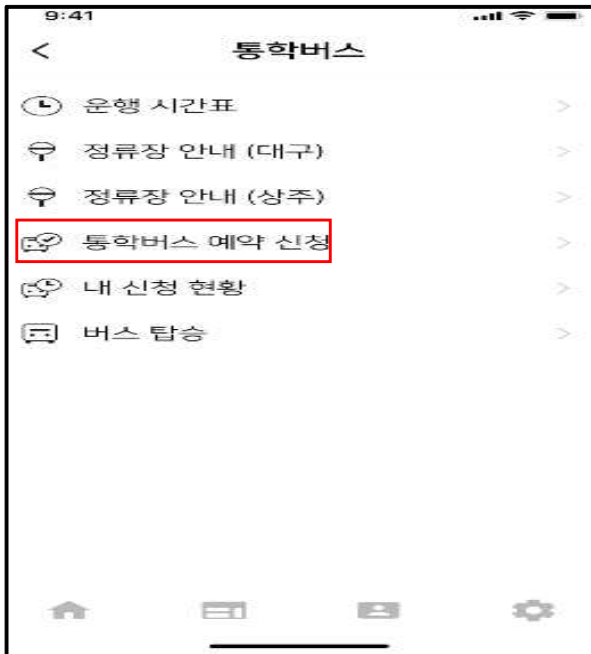 9:41
통학버스
운행 시간표
정류장 안내 (대구)
정류장 안내 (상주)
통학버스 예약 신청
내 신청 현황
버스 탑승